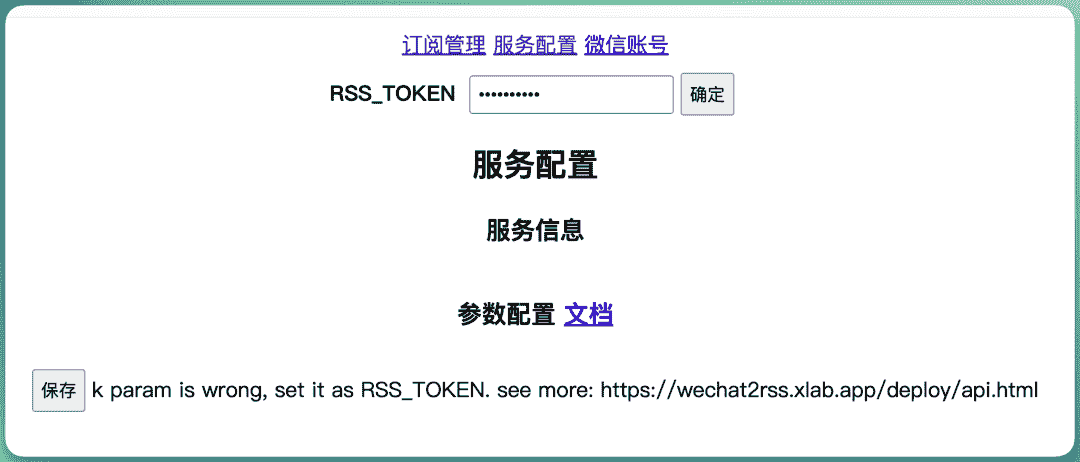 订阅管理 服务配置 微信账号
RSS_TOKEN •••••••••• 确定
服务配置
服务信息
参数配置 文档
保存 k param is wrong, set it as RSS_TOKEN. see more: https://wechat2rss.xlab.app/deploy/api.html